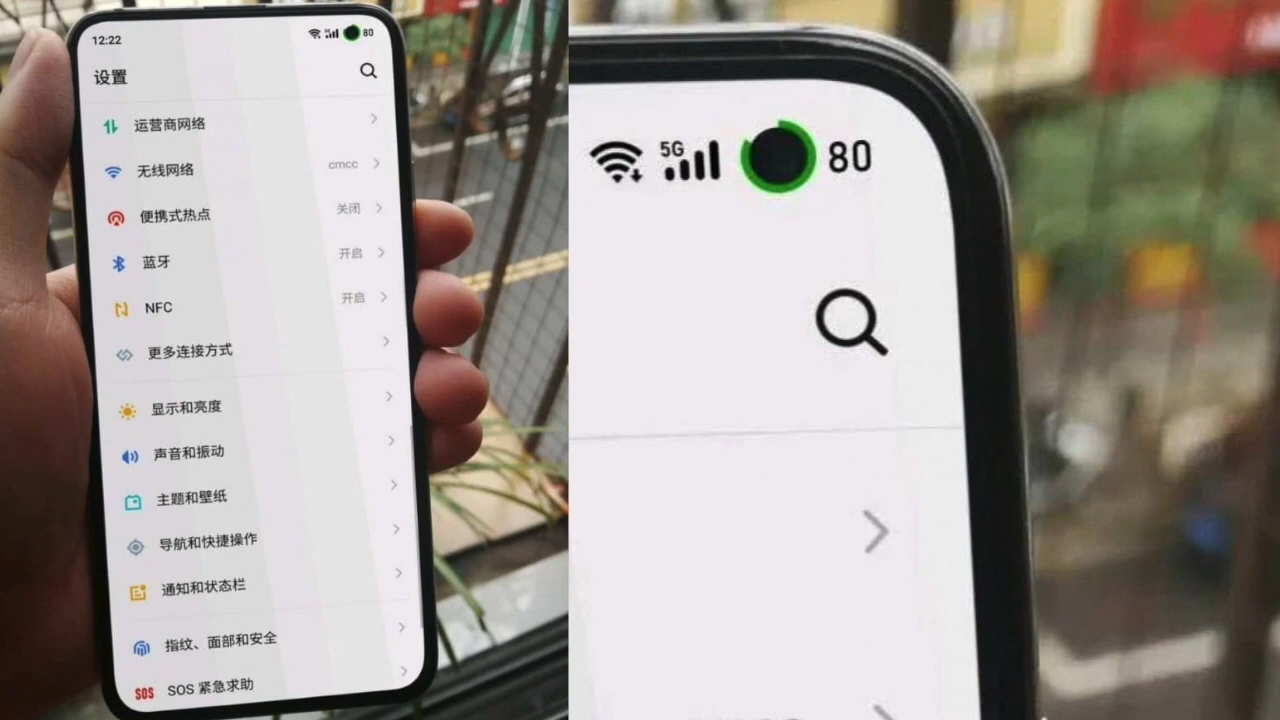 12:22
80
设置
运营商网络
无线网络 cmcc
便携式热点 关闭
蓝牙 开启
NFC 开启
更多连接方式
显示和亮度
声音和振动
主题和壁纸
导航和快捷操作
通知和状态栏
指纹、面部和安全
SOS SOS 紧急求助
5G 80